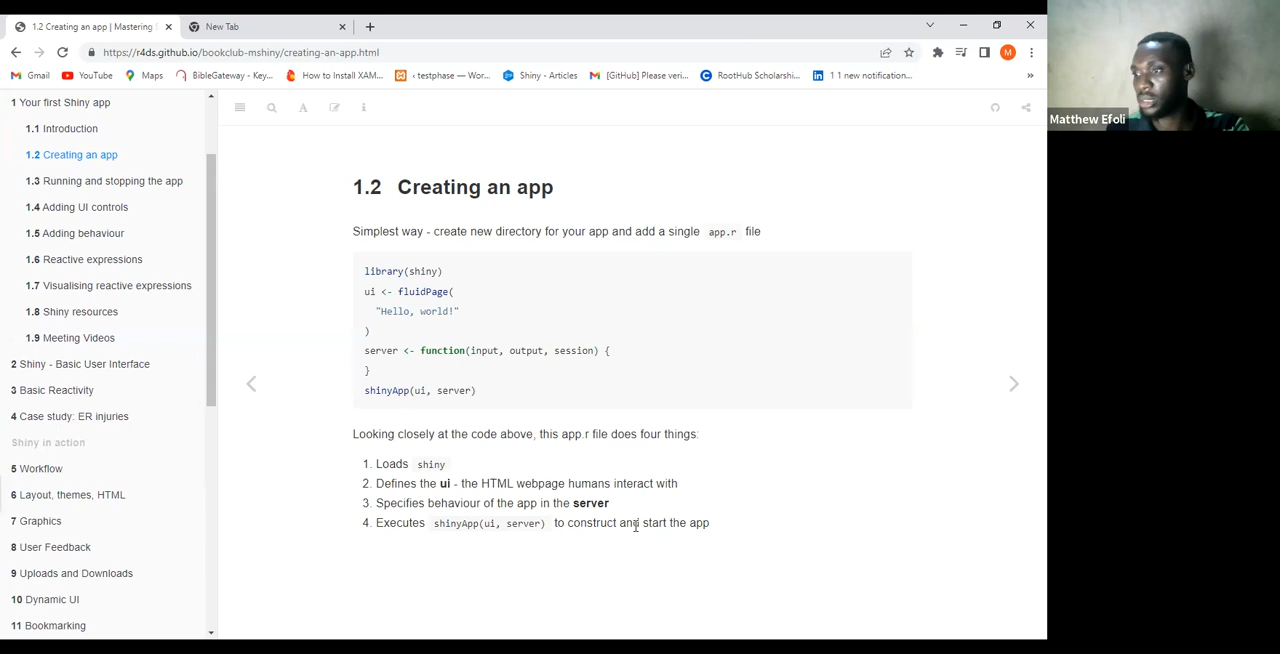 1.2 Creating an app | Mastering
New Tab
https://r4ds.github.io/bookclub-mshiny/creating-an-app.html
Gmail
YouTube
Maps
BibleGateway - Key...
How to Install XAM...
‹ testphase — Wor...
Shiny - Articles
[GitHub] Please veri...
RootHub Scholarshi...
1 1 new notification...
»
M
1 Your first Shiny app
1.1 Introduction
1.2 Creating an app
1.3 Running and stopping the app
1.4 Adding UI controls
1.5 Adding behaviour
1.6 Reactive expressions
1.7 Visualising reactive expressions
1.8 Shiny resources
1.9 Meeting Videos
2 Shiny - Basic User Interface
3 Basic Reactivity
4 Case study: ER injuries
Shiny in action
5 Workflow
6 Layout, themes, HTML
7 Graphics
8 User Feedback
9 Uploads and Downloads
10 Dynamic UI
11 Bookmarking
1.2 Creating an app
Simplest way - create new directory for your app and add a single app.r file
library(shiny)
ui <- fluidPage(
"Hello, world!"
)
server <- function(input, output, session) {
}
shinyApp(ui, server)
Looking closely at the code above, this app.r file does four things:
1. Loads shiny
2. Defines the ui - the HTML webpage humans interact with
3. Specifies behaviour of the app in the server
4. Executes shinyApp(ui, server) to construct and start the app
Matthew Efoli